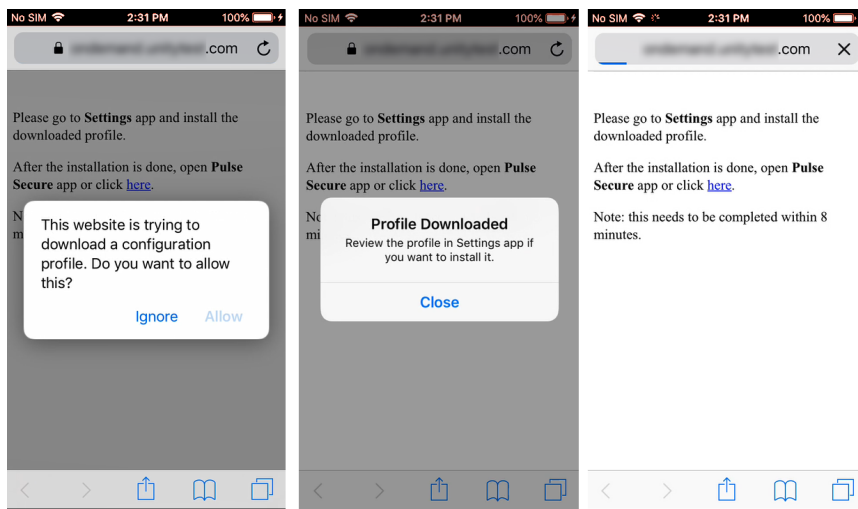 No SIM 2:31 PM 100%
.com
Please go to Settings app and install the
downloaded profile.
After the installation is done, open Pulse
Secure app or click here.
N
m
This website is trying to
download a configuration
profile. Do you want to allow
this?
Ignore Allow
No SIM 2:31 PM 100%
.com
Please go to Settings app and install the
downloaded profile.
After the installation is done, open Pulse
Secure app or click here.
No
mi
Profile Downloaded
Review the profile in Settings app if
you want to install it.
Close
No SIM 2:31 PM 100%
.com
Please go to Settings app and install the
downloaded profile.
After the installation is done, open Pulse
Secure app or click here.
Note: this needs to be completed within 8
minutes.